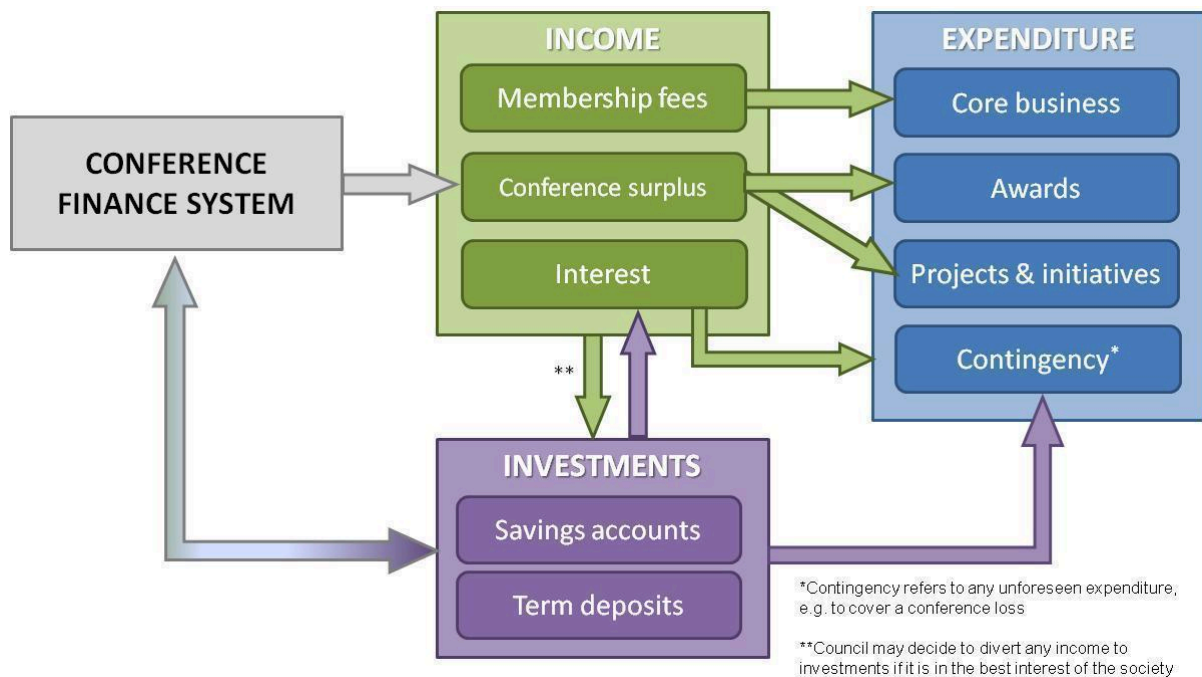 CONFERENCE
FINANCE SYSTEM
INCOME
Membership fees
Conference surplus
Interest
EXPENDITURE
Core business
Awards
Projects & initiatives
Contingency*
**
INVESTMENTS
Savings accounts
Term deposits
*Contingency refers to any unforeseen expenditure,
e.g. to cover a conference loss
**Council may decide to divert any income to
investments if it is in the best interest of the society